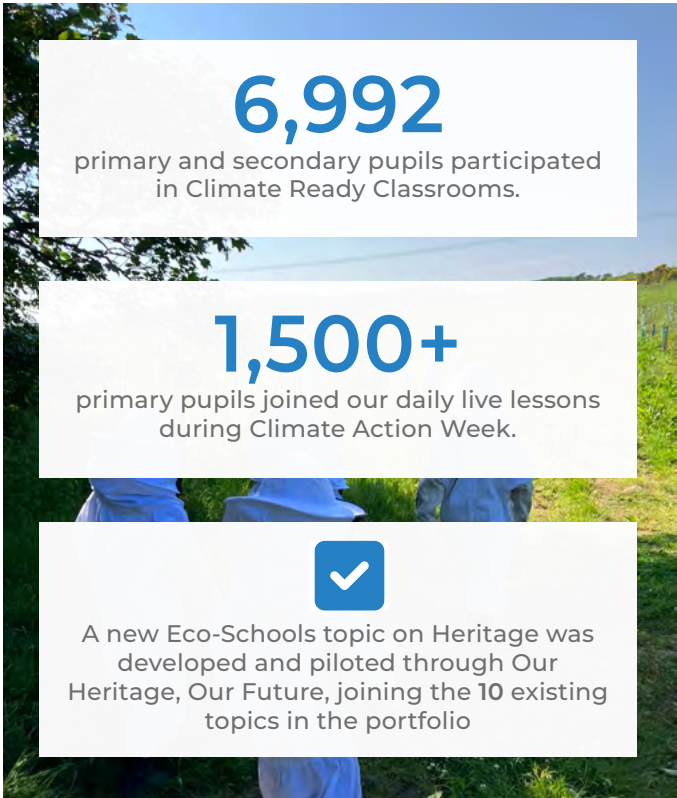 6,992
primary and secondary pupils participated
in Climate Ready Classrooms.
1,500+
primary pupils joined our daily live lessons
during Climate Action Week.
A new Eco-Schools topic on Heritage was
developed and piloted through Our
Heritage, Our Future, joining the 10 existing
topics in the portfolio